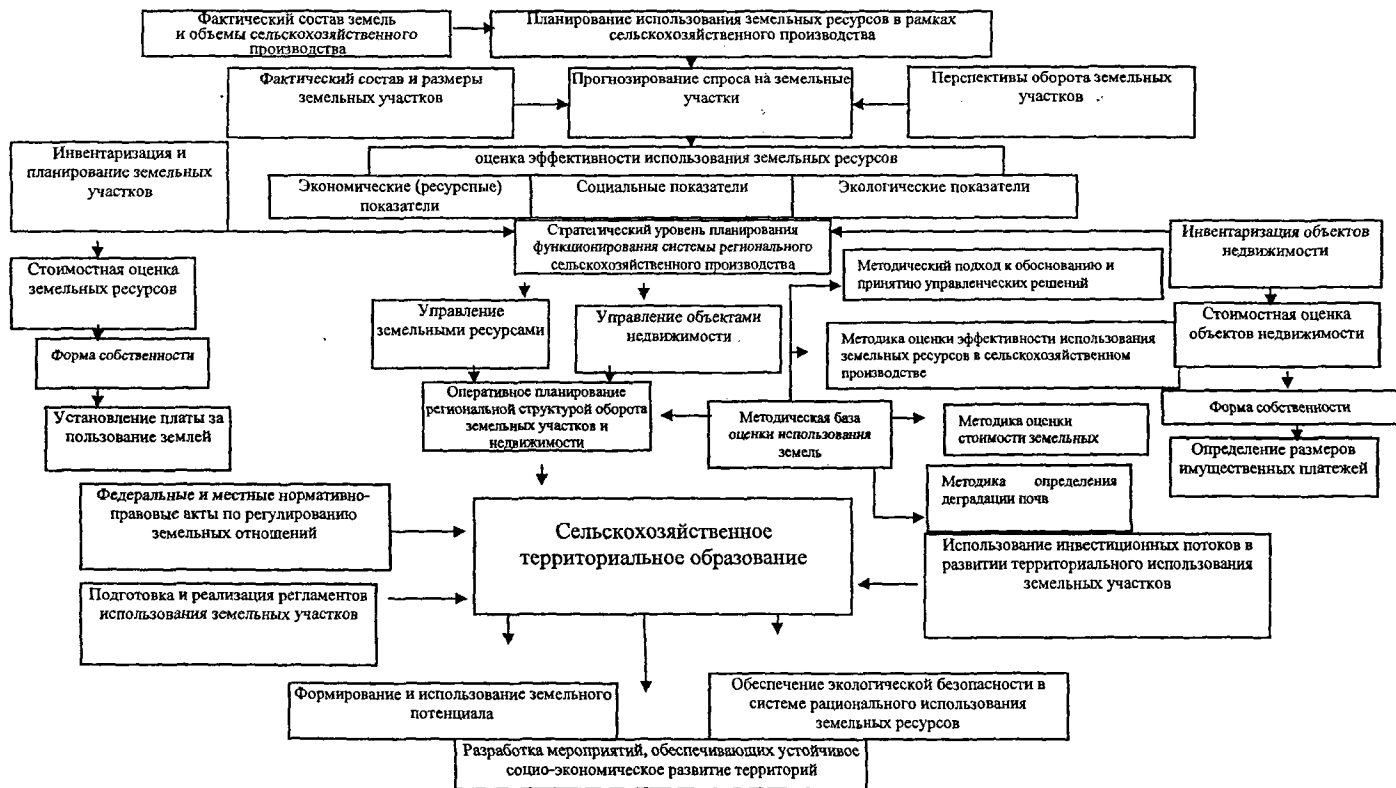 Фактический состав земель
и объемы сельскохозяйственного
производства
Планирование использования земельных ресурсов в рамках
сельскохозяйственного производства
Фактический состав и размеры
земельных участков
Прогнозирование спроса на земельные
участки
Перспективы оборота земельных
участков
Инвентаризация и
планирование земельных
участков
оценка эффективности использования земельных ресурсов
Экономические (ресурсные)
показатели
Социальные показатели
Экологические показатели
Стратегический уровень планирования
функционирования системы регионального
сельскохозяйственного производства
Инвентаризация объектов
недвижимости
Стоимостная оценка
земельных ресурсов
Методический подход к обоснованию и
принятию управленческих решений
Управление
земельными ресурсами
Управление объектами
недвижимости
Стоимостная оценка
объектов недвижимости
Форма собственности
Методика оценки эффективности использования
земельных ресурсов в сельскохозяйственном
производстве
Оперативное планирование
региональной структурой оборота
земельных участков и
недвижимости
Установление платы за
пользование землей
Методическая база
оценки использования
земель
Методика оценки
стоимости земельных
Форма собственности
Определение размеров
имущественных платежей
Методика определения
деградации почв
Федеральные и местные нормативно-
правовые акты по регулированию
земельных отношений
Сельскохозяйственное
территориальное образование
Использование инвестиционных потоков в
развитии территориального использования
земельных участков
Подготовка и реализация регламентов
использования земельных участков
Формирование и использование земельного
потенциала
Обеспечение экологической безопасности в
системе рационального использования
земельных ресурсов
Разработка мероприятий, обеспечивающих устойчивое
социо-экономическое развитие территорий